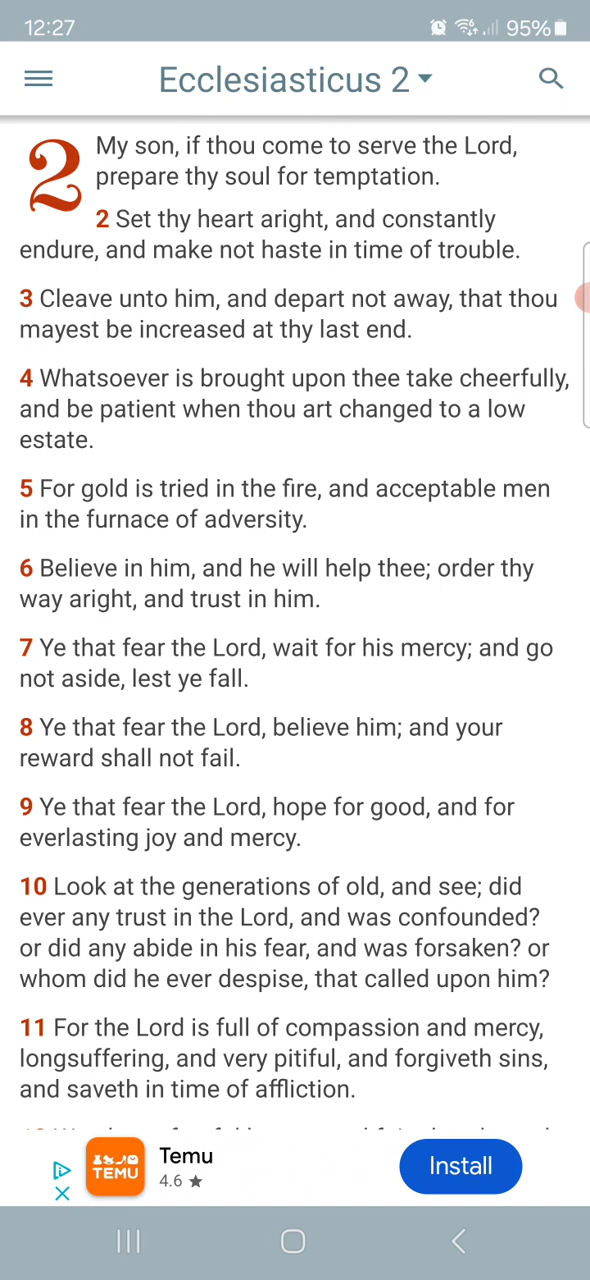 12:27
95%
Ecclesiasticus 2
2 My son, if thou come to serve the Lord,
prepare thy soul for temptation.
2 Set thy heart aright, and constantly
endure, and make not haste in time of trouble.
3 Cleave unto him, and depart not away, that thou
mayest be increased at thy last end.
4 Whatsoever is brought upon thee take cheerfully,
and be patient when thou art changed to a low
estate.
5 For gold is tried in the fire, and acceptable men
in the furnace of adversity.
6 Believe in him, and he will help thee; order thy
way aright, and trust in him.
7 Ye that fear the Lord, wait for his mercy; and go
not aside, lest ye fall.
8 Ye that fear the Lord, believe him; and your
reward shall not fail.
9 Ye that fear the Lord, hope for good, and for
everlasting joy and mercy.
10 Look at the generations of old, and see; did
ever any trust in the Lord, and was confounded?
or did any abide in his fear, and was forsaken? or
whom did he ever despise, that called upon him?
11 For the Lord is full of compassion and mercy,
longsuffering, and very pitiful, and forgiveth sins,
and saveth in time of affliction.
TEMU
Temu
4.6 ★
Install